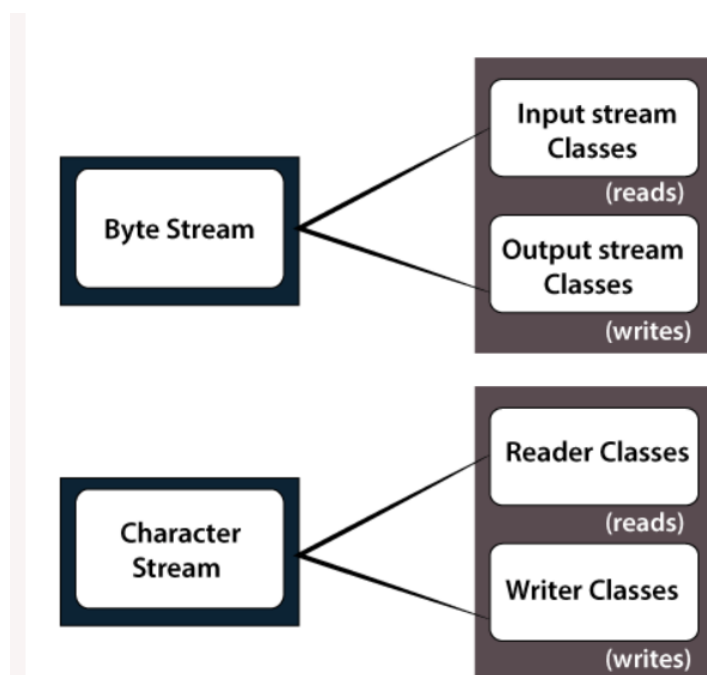 Byte Stream
Input stream
Classes
(reads)
Output stream
Classes
(writes)
Character
Stream
Reader Classes
(reads)
Writer Classes
(writes)